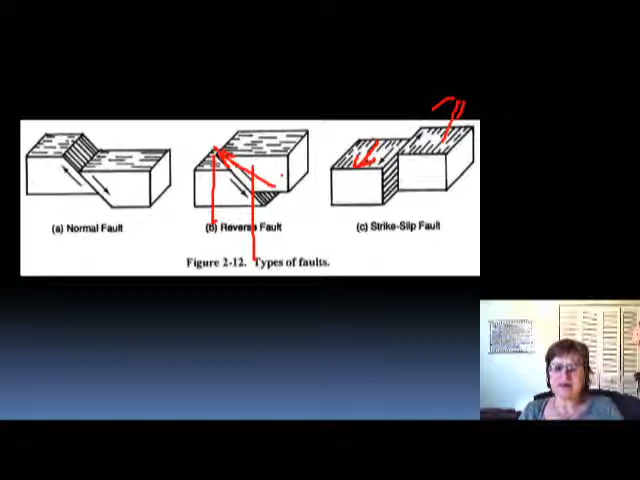 (a) Normal Fault
(b) Reverse Fault
(c) Strike-Slip Fault
Figure 2-12. Types of faults.